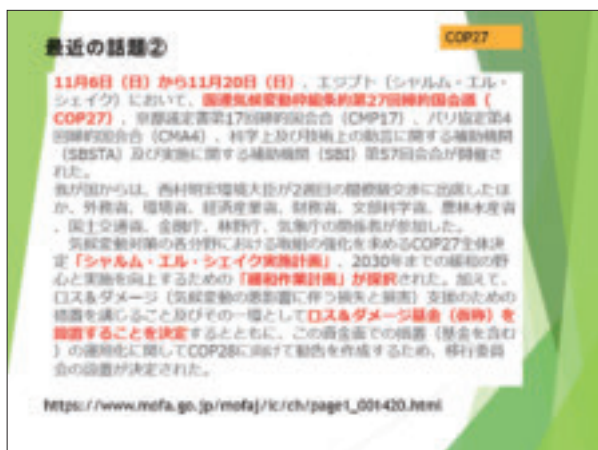 最近の話題②
COP27
11月6日（日）から11月20日（日）、エジプト（シャルム・エル・
シェイク）において、国連気候変動枠組条約第27回締約国会議（
COP27）、京都議定書第17回締約国会合（CMP17）、パリ協定第4
回締約国会合（CMA4）、科学上及び技術上の助言に関する補助機関
（SBSTA）及び実施に関する補助機関（SBI）第57回会合が開催さ
れた。
我が国からは、西村明宏環境大臣が2週目の閣僚級交渉に出席したほ
か、外務省、環境省、経済産業省、財務省、文部科学省、農林水産省
、国土交通省、金融庁、林野庁、気象庁の関係者が参加した。
気候変動対策の各分野における取組の強化を求めるCOP27全体決
定「シャルム・エル・シェイク実施計画」、2030年までの緩和の野
心と実施を向上するための「緩和作業計画」が採択された。加えて、
ロス&ダメージ（気候変動の悪影響に伴う損失と損害）支援のための
措置を講じること及びその一環としてロス&ダメージ基金（仮称）を
設置することを決定するとともに、この資金面での措置（基金を含む
）の運用化に関してCOP28に向けて勧告を作成するため、移行委員
会の設置が決定された。
https://www.mofa.go.jp/mofaj/ic/ch/page1_001420.html